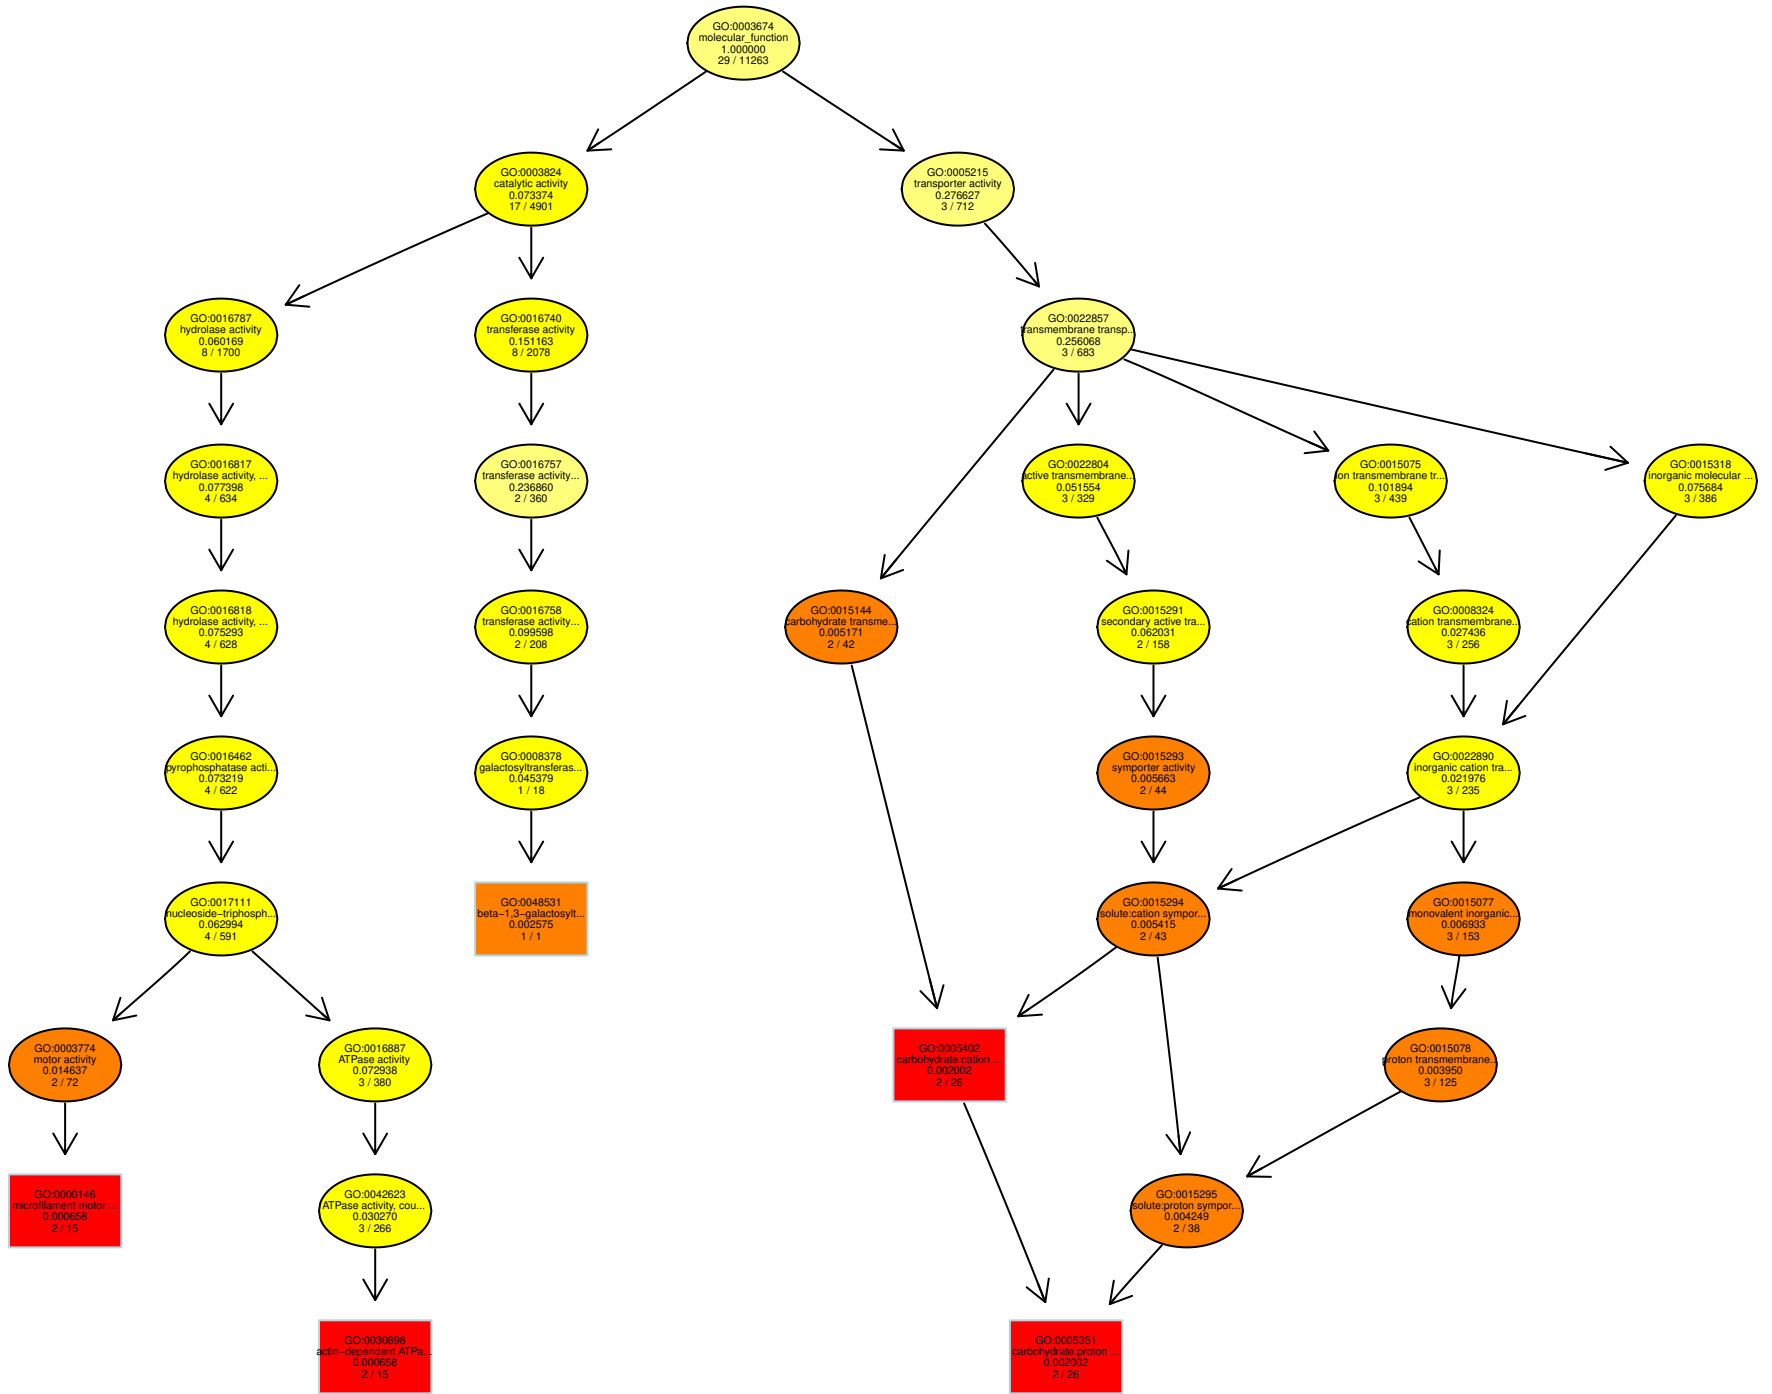 GO:0003674
molecular_function
1.000000
29 / 11263
GO:0003824
catalytic activity
0.073374
17 / 4901
GO:0005215
transporter activity
0.276627
3 / 712
GO:0016787
hydrolase activity
0.060169
8 / 1700
GO:0016740
transferase activity
0.151163
8 / 2078
GO:0022857
transmembrane transp...
0.256068
3 / 683
GO:0016817
hydrolase activity, ...
0.077398
4 / 634
GO:0016757
transferase activity...
0.236860
2 / 360
GO:0022804
active transmembrane...
0.051554
3 / 329
GO:0015075
ion transmembrane tr...
0.101894
3 / 439
GO:0015318
inorganic molecular ...
0.075684
3 / 386
GO:0016818
hydrolase activity, ...
0.075293
4 / 628
GO:0016758
transferase activity...
0.099598
2 / 208
GO:0015144
carbohydrate transme...
0.005171
2 / 42
GO:0015291
secondary active tra...
0.062031
2 / 158
GO:0008324
cation transmembrane...
0.027436
3 / 256
GO:0016462
pyrophosphatase acti...
0.073219
4 / 622
GO:0008378
galactosyltransferas...
0.045379
1 / 18
GO:0015293
symporter activity
0.005663
2 / 44
GO:0022890
inorganic cation tra...
0.021976
3 / 235
GO:0017111
nucleoside−triphosph...
0.062994
4 / 591
GO:0048531
beta−1,3−galactosylt...
0.002575
1 / 1
GO:0015294
solute:cation sympor...
0.005415
2 / 43
GO:0015077
monovalent inorganic...
0.006933
3 / 153
GO:0003774
motor activity
0.014637
2 / 72
GO:0016887
ATPase activity
0.072938
3 / 380
GO:0005402
carbohydrate:cation ...
0.002002
2 / 26
GO:0015078
proton transmembrane...
0.003950
3 / 125
GO:0000146
microfilament motor ...
0.000658
2 / 15
GO:0042623
ATPase activity, cou...
0.030270
3 / 266
GO:0015295
solute:proton sympor...
0.004249
2 / 38
GO:0030898
actin−dependent ATPa...
0.000658
2 / 15
GO:0005351
carbohydrate:proton ...
0.002002
2 / 26